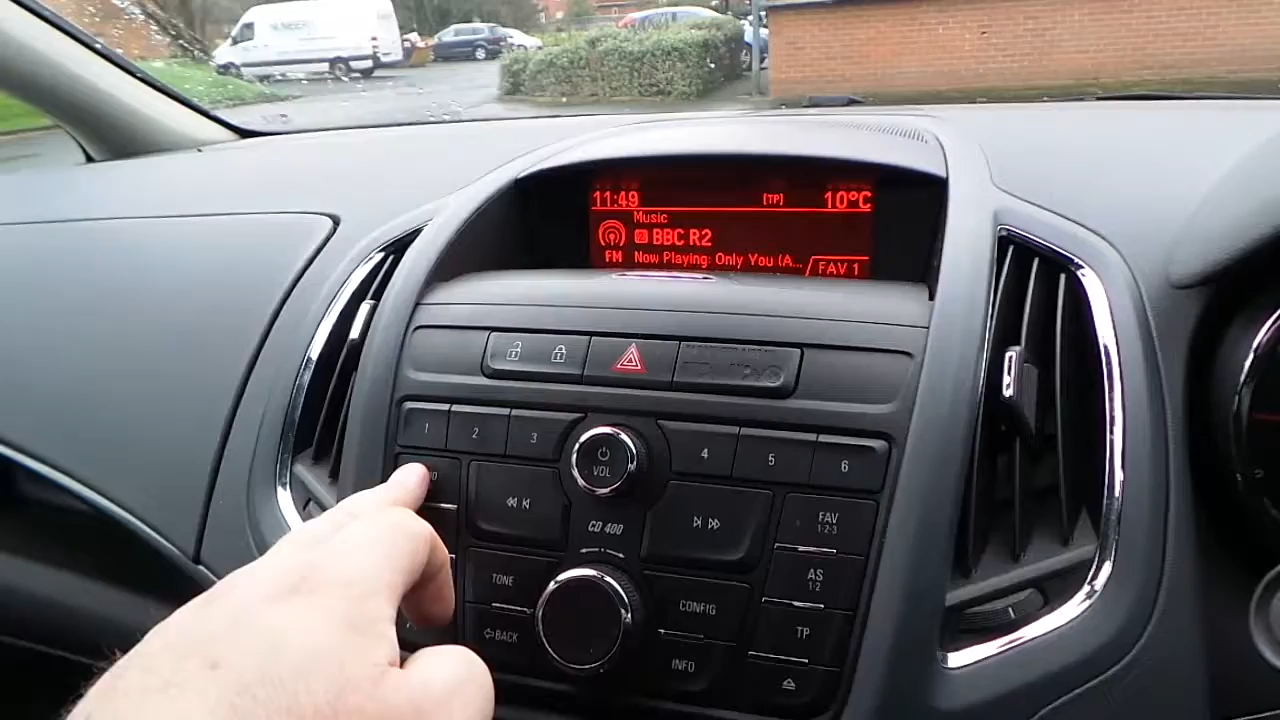 11:49 [TP] 10°C
Music
BBC R2
FM Now Playing: Only You (A... FAV 1
1 2 3 4 5 6
VOL
CD 400
FAV
1-2-3
AS
1-2
TONE
CONFIG
TP
BACK
INFO